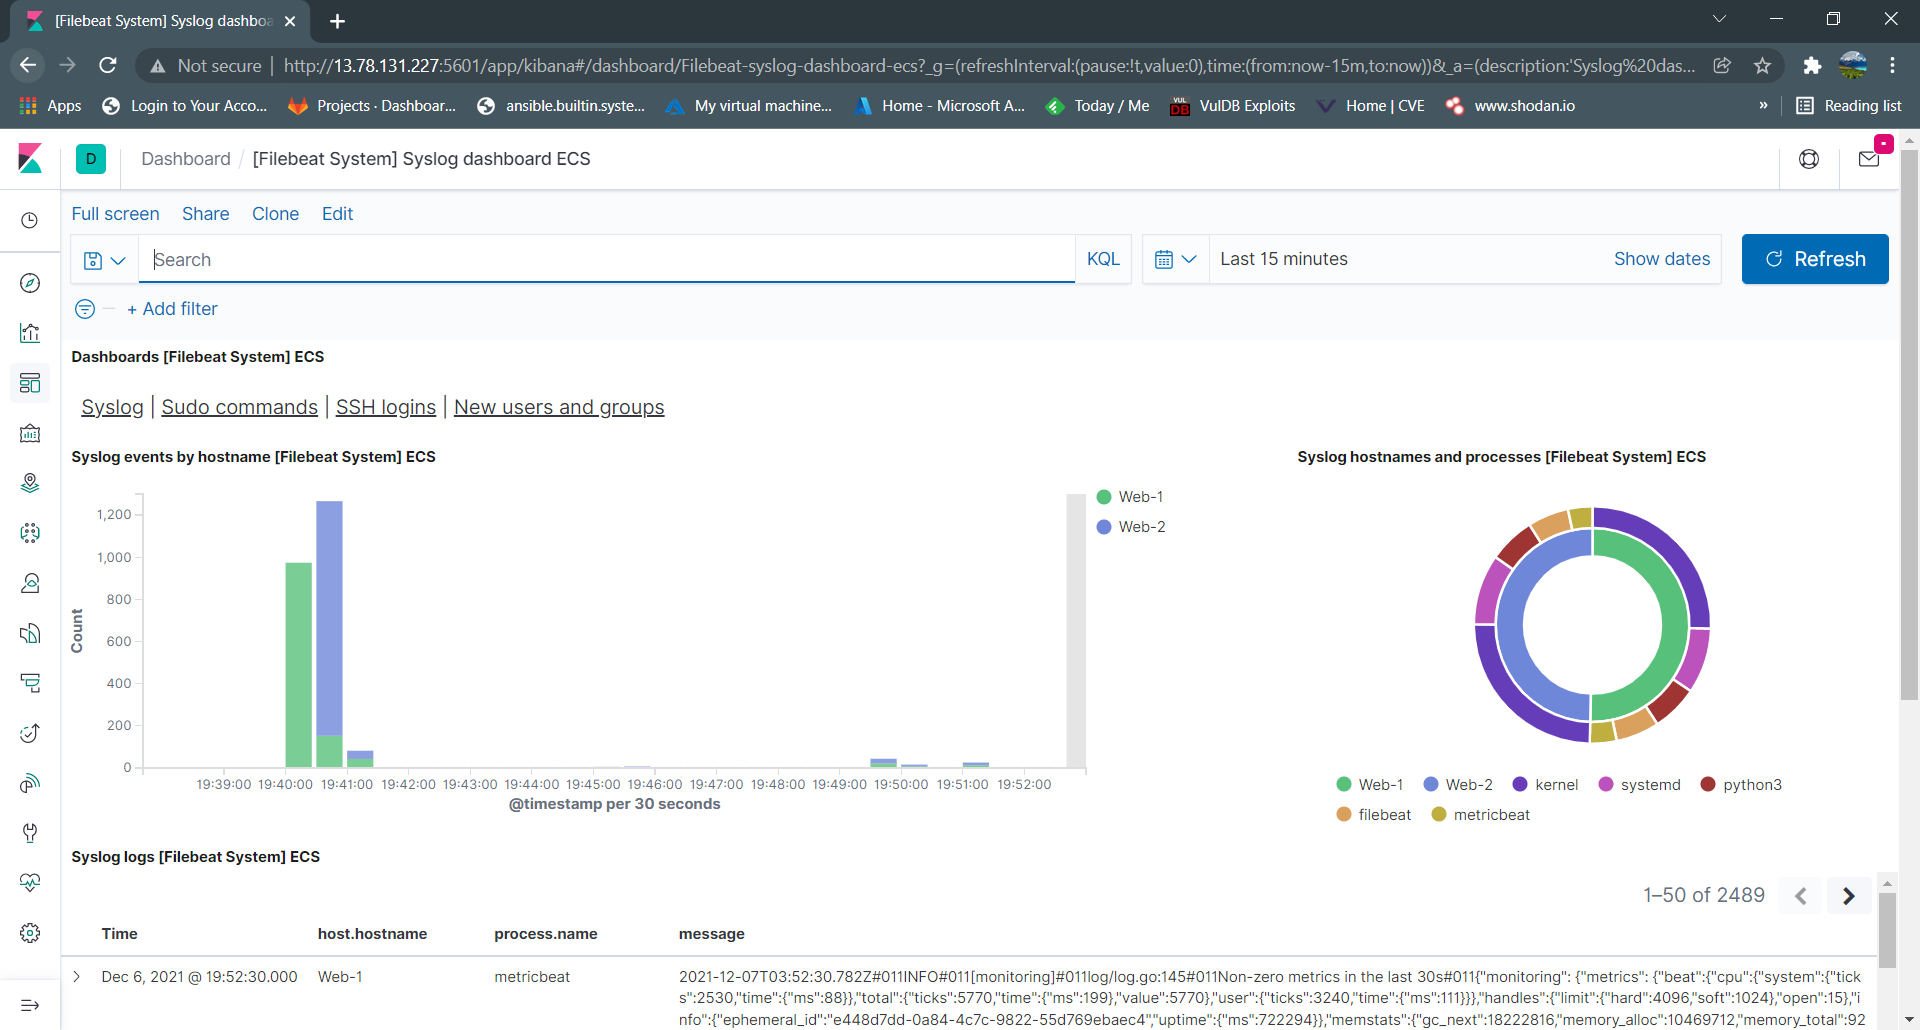 [Filebeat System] Syslog dashbo
Not secure
http://13.78.131.227:5601/app/kibana#/dashboard/Filebeat-syslog-dashboard-ecs?_g=(refreshInterval:(pause:!t,value:0),time:(from:now-15m,to:now))&_a=(description:'Syslog%20das...
Apps
Login to Your Acco...
Projects · Dashboar...
ansible.builtin.syste...
My virtual machine...
Home - Microsoft A...
Today / Me
VulDB Exploits
Home | CVE
www.shodan.io
»
Reading list
D
Dashboard / [Filebeat System] Syslog dashboard ECS
Full screen
Share
Clone
Edit
Search
KQL
Last 15 minutes
Show dates
Refresh
+ Add filter
Dashboards [Filebeat System] ECS
Syslog | Sudo commands | SSH logins | New users and groups
Syslog events by hostname [Filebeat System] ECS
1,200
1,000
800
600
400
200
0
Count
19:39:00 19:40:00 19:41:00 19:42:00 19:43:00 19:44:00 19:45:00 19:46:00 19:47:00 19:48:00 19:49:00 19:50:00 19:51:00 19:52:00
@timestamp per 30 seconds
Web-1
Web-2
Syslog hostnames and processes [Filebeat System] ECS
Web-1 Web-2 kernel systemd python3
filebeat metricbeat
Syslog logs [Filebeat System] ECS
1–50 of 2489
Time host.hostname process.name message
Dec 6, 2021 @ 19:52:30.000 Web-1 metricbeat 2021-12-07T03:52:30.782Z#011INFO#011[monitoring]#011log/log.go:145#011Non-zero metrics in the last 30s#011{"monitoring": {"metrics": {"beat":{"cpu":{"system":{"tick
s":2530,"time":{"ms":88}},"total":{"ticks":5770,"time":{"ms":199},"value":5770},"user":{"ticks":3240,"time":{"ms":111}}},"handles":{"limit":{"hard":4096,"soft":1024},"open":15},"i
nfo":{"ephemeral_id":"e448d7dd-0a84-4c7c-9822-55d769ebaec4","uptime":{"ms":722294}},"memstats":{"gc_next":18222816,"memory_alloc":10469712,"memory_total":92